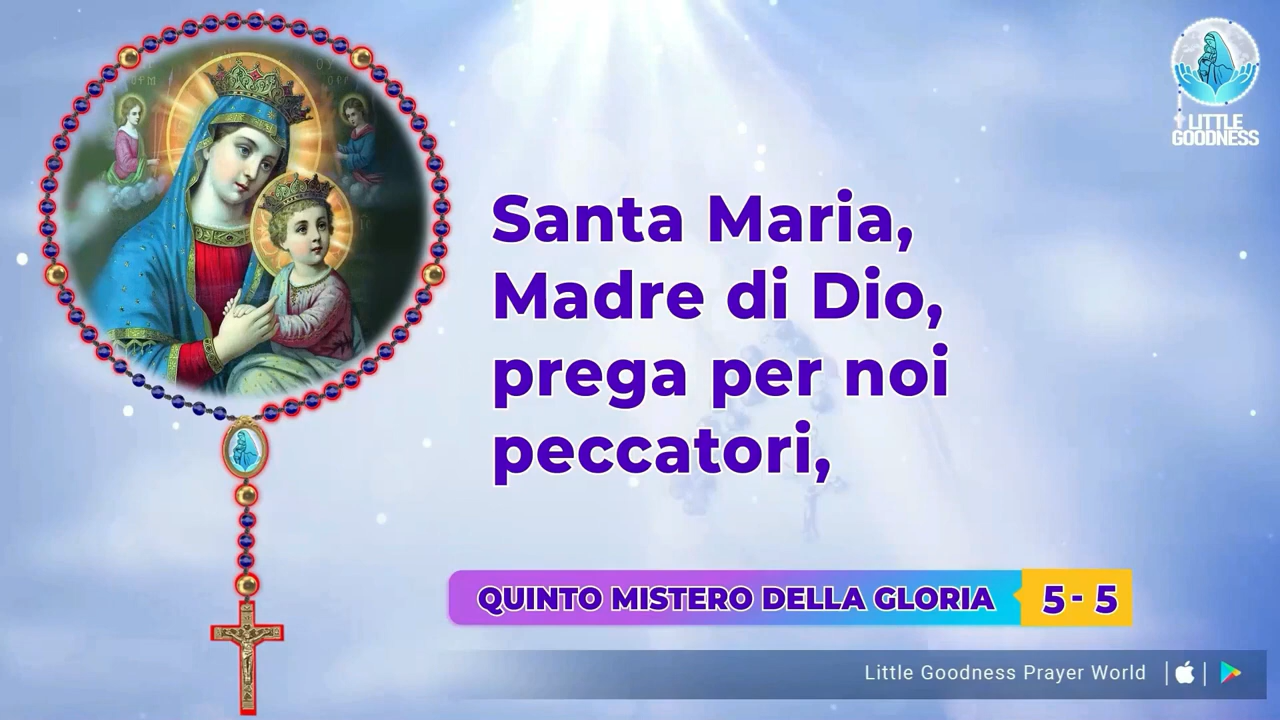 LITTLE
GOODNESS
Santa Maria,
Madre di Dio,
prega per noi
peccatori,
QUINTO MISTERO DELLA GLORIA 5 - 5
Little Goodness Prayer World